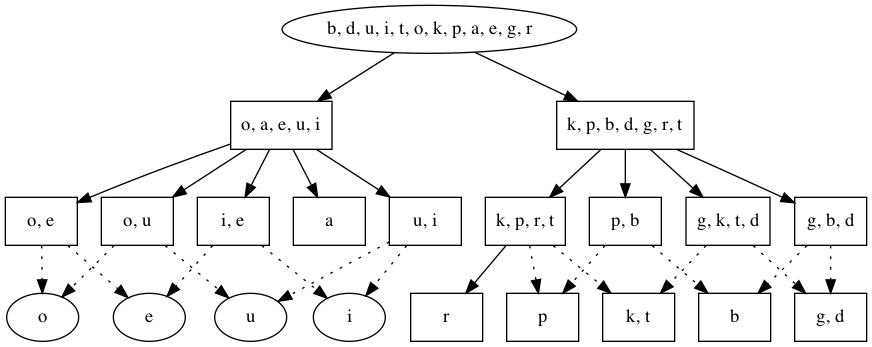 b, d, u, i, t, o, k, p, a, e, g, r
o, a, e, u, i
k, p, b, d, g, r, t
o, e
o, u
i, e
a
u, i
k, p, r, t
p, b
g, k, t, d
g, b, d
o
e
u
i
r
p
k, t
b
g, d